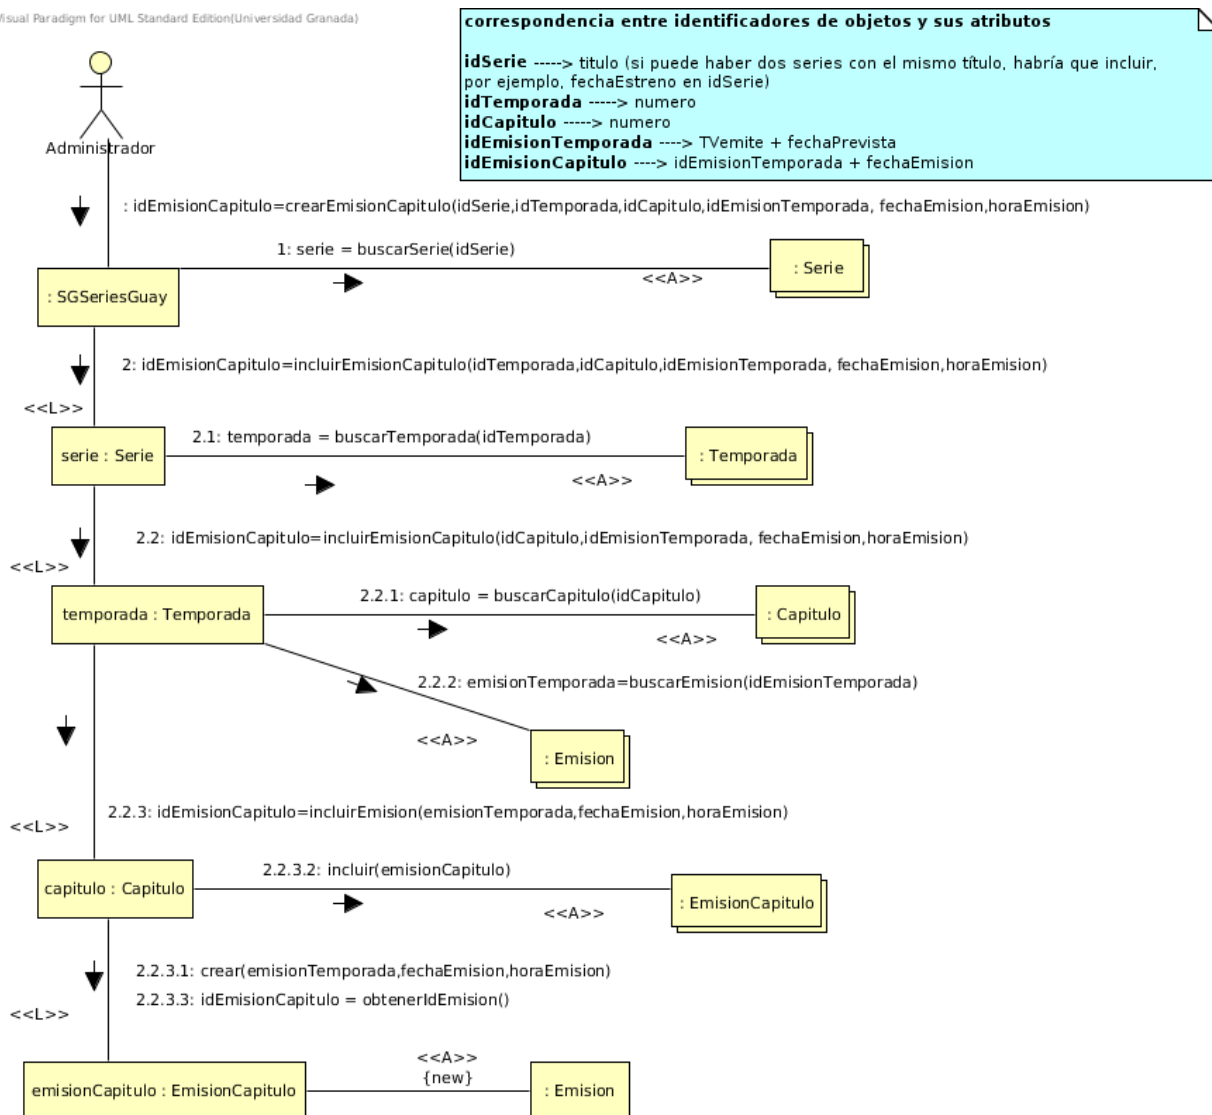 Visual Paradigm for UML Standard Edition(Universidad Granada)
correspondencia entre identificadores de objetos y sus atributos
idSerie -----> titulo (si puede haber dos series con el mismo título, habría que incluir,
por ejemplo, fechaEstreno en idSerie)
idTemporada -----> numero
idCapitulo -----> numero
idEmisionTemporada ----> TVemite + fechaPrevista
idEmisionCapitulo ----> idEmisionTemporada + fechaEmision
Administrador
: idEmisionCapitulo=crearEmisionCapitulo(idSerie,idTemporada,idCapitulo,idEmisionTemporada, fechaEmision,horaEmision)
1: serie = buscarSerie(idSerie)
<<A>>
: Serie
: SGSeriesGuay
2: idEmisionCapitulo=incluirEmisionCapitulo(idTemporada,idCapitulo,idEmisionTemporada, fechaEmision,horaEmision)
<<L>>
2.1: temporada = buscarTemporada(idTemporada)
serie : Serie
: Temporada
<<A>>
2.2: idEmisionCapitulo=incluirEmisionCapitulo(idCapitulo,idEmisionTemporada, fechaEmision,horaEmision)
<<L>>
2.2.1: capitulo = buscarCapitulo(idCapitulo)
temporada : Temporada
: Capitulo
<<A>>
2.2.2: emisionTemporada=buscarEmision(idEmisionTemporada)
<<A>>
: Emision
2.2.3: idEmisionCapitulo=incluirEmision(emisionTemporada,fechaEmision,horaEmision)
<<L>>
2.2.3.2: incluir(emisionCapitulo)
capitulo : Capitulo
: EmisionCapitulo
<<A>>
2.2.3.1: crear(emisionTemporada,fechaEmision,horaEmision)
2.2.3.3: idEmisionCapitulo = obtenerIdEmision()
<<L>>
<<A>>
{new}
emisionCapitulo : EmisionCapitulo
: Emision